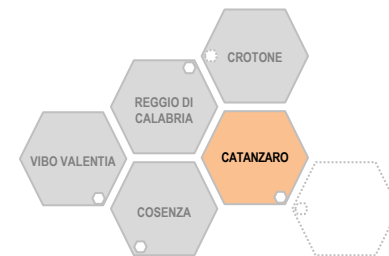 CROTONE
REGGIO DI
CALABRIA
VIBO VALENTIA
CATANZARO
COSENZA